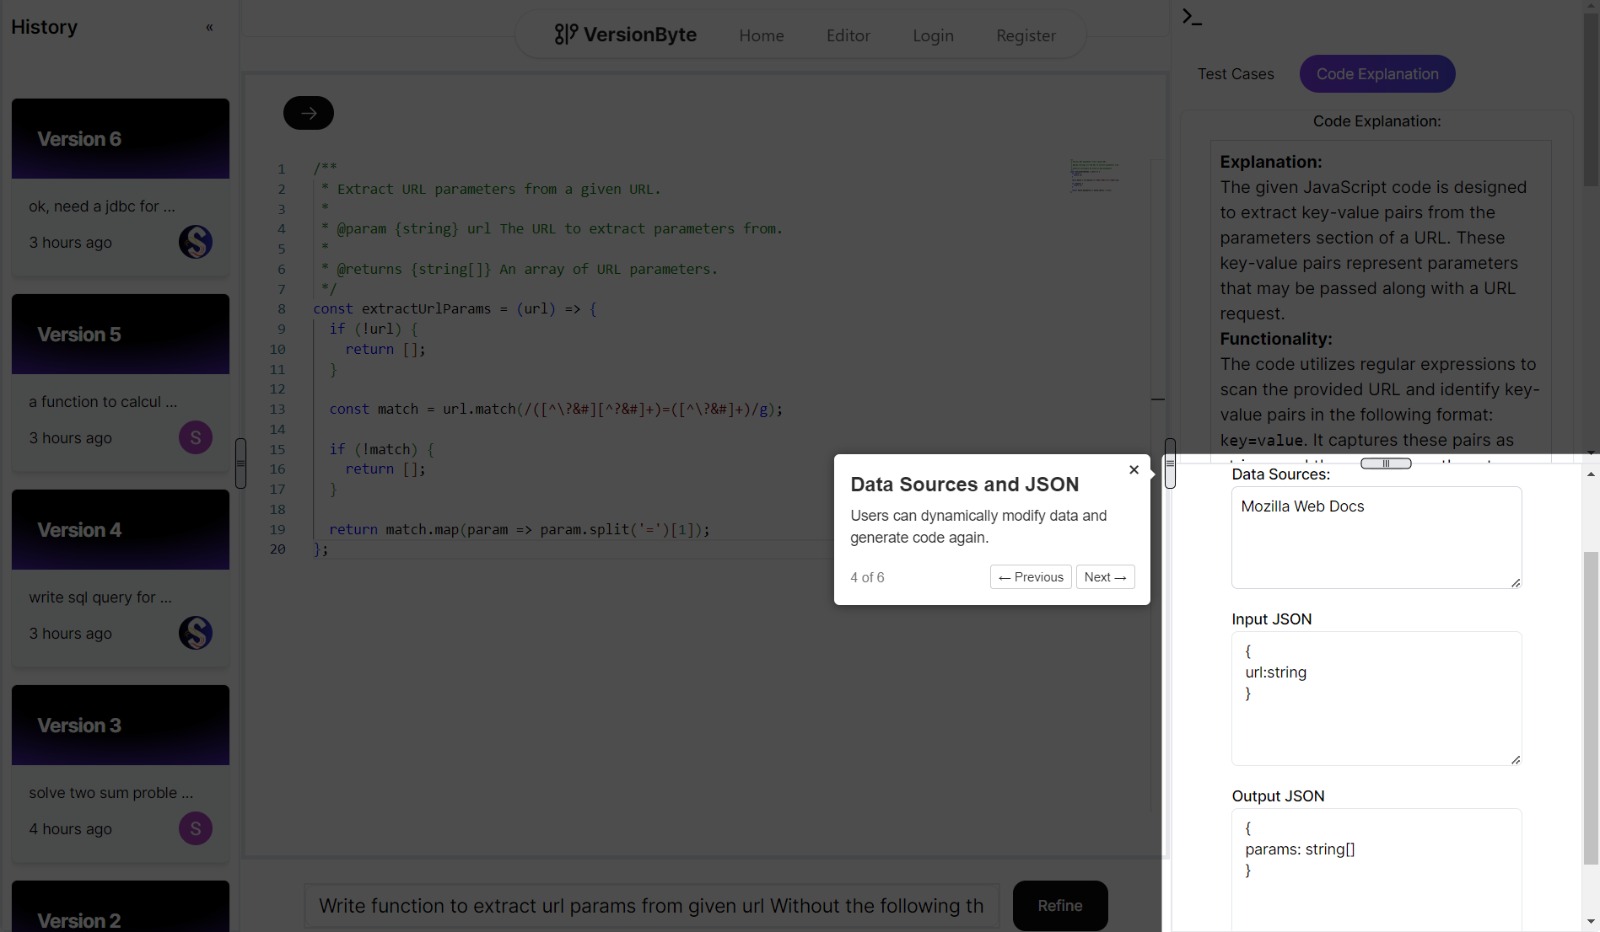 History
«
Version 6
ok, need a jdbc for ...
3 hours ago
Version 5
a function to calcul ...
3 hours ago
S
Version 4
write sql query for ...
3 hours ago
Version 3
solve two sum proble ...
4 hours ago
S
Version 2
VersionByte
Home
Editor
Login
Register
→
1 /**
2 * Extract URL parameters from a given URL.
3 *
4 * @param {string} url The URL to extract parameters from.
5 *
6 * @returns {string[]} An array of URL parameters.
7 */
8 const extractUrlParams = (url) => {
9 if (!url) {
10 return [];
11 }
12
13 const match = url.match(/([^\?&#][^?&#]+)=([^\?&#]+)/g);
14
15 if (!match) {
16 return [];
17 }
18
19 return match.map(param => param.split('=')[1]);
20 };
Data Sources and JSON
Users can dynamically modify data and
generate code again.
4 of 6
← Previous
Next →
Write function to extract url params from given url Without the following th
Refine
Test Cases
Code Explanation
Code Explanation:
Explanation:
The given JavaScript code is designed
to extract key-value pairs from the
parameters section of a URL. These
key-value pairs represent parameters
that may be passed along with a URL
request.
Functionality:
The code utilizes regular expressions to
scan the provided URL and identify key-
value pairs in the following format:
key=value. It captures these pairs as
Data Sources:
Mozilla Web Docs
Input JSON
{
url:string
}
Output JSON
{
params: string[]
}